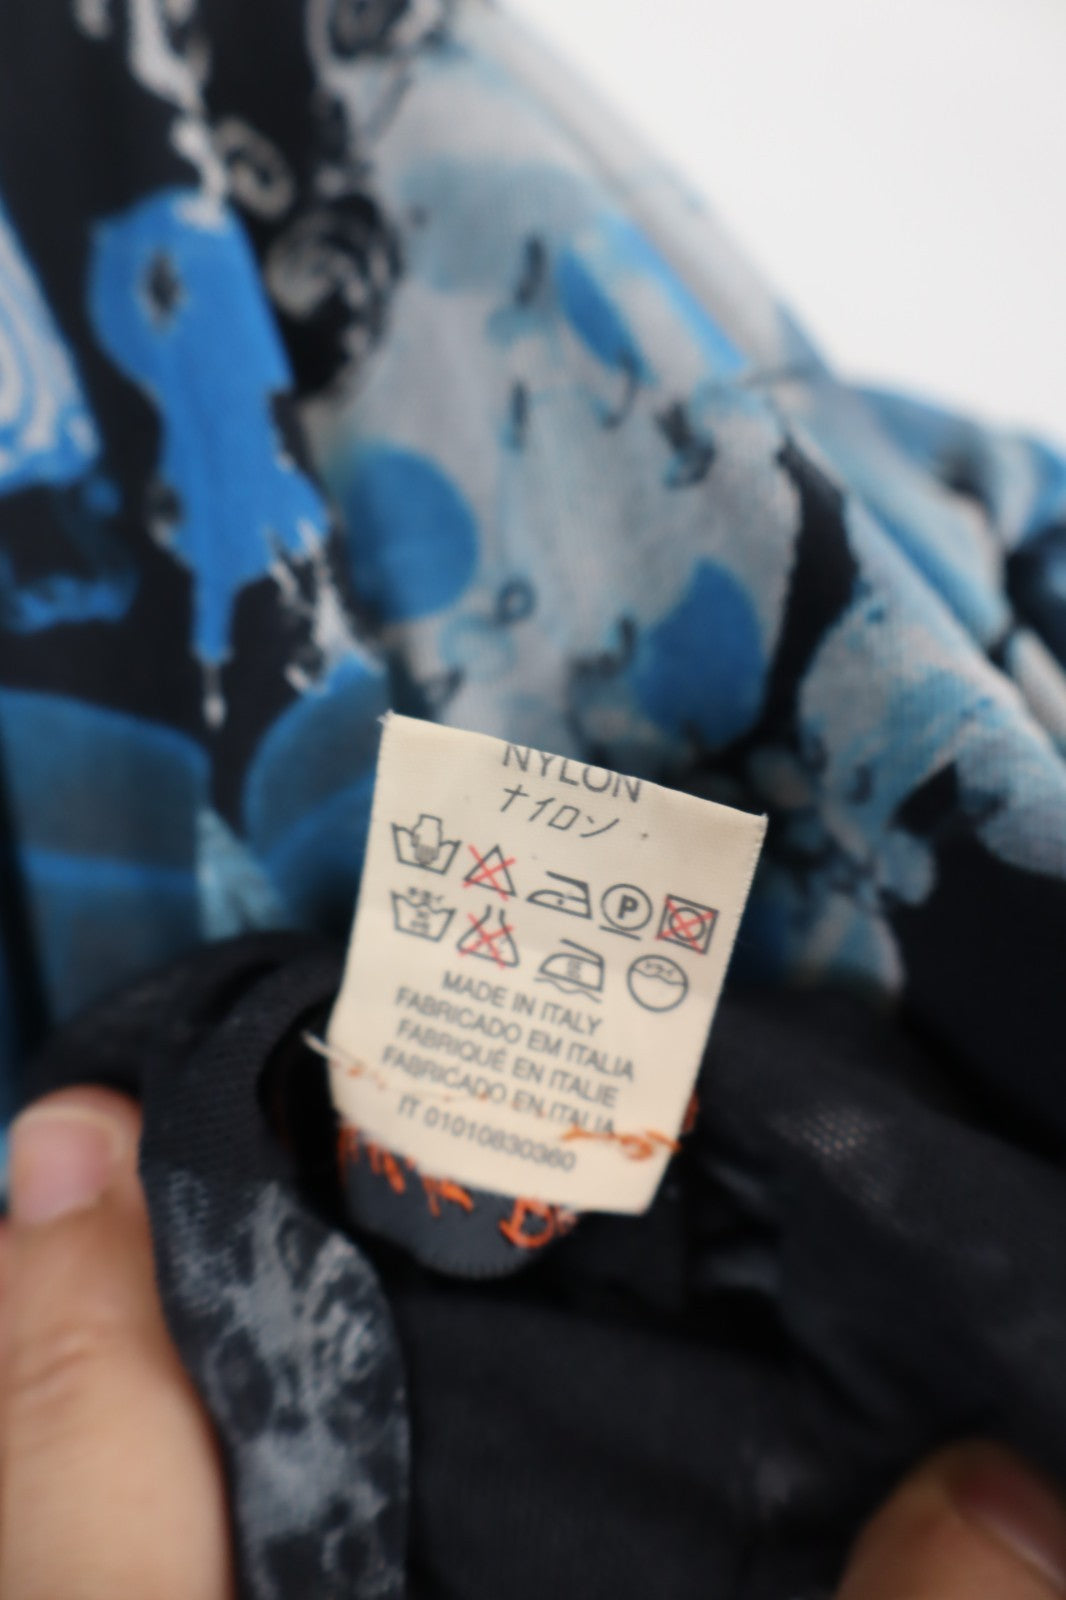 NYLON
ナイロン
P
MADE IN ITALY
FABRICADO EM ITALIA
FABRIQUÉ EN ITALIE
FABRICADO EN ITALIA
IT 01010830360